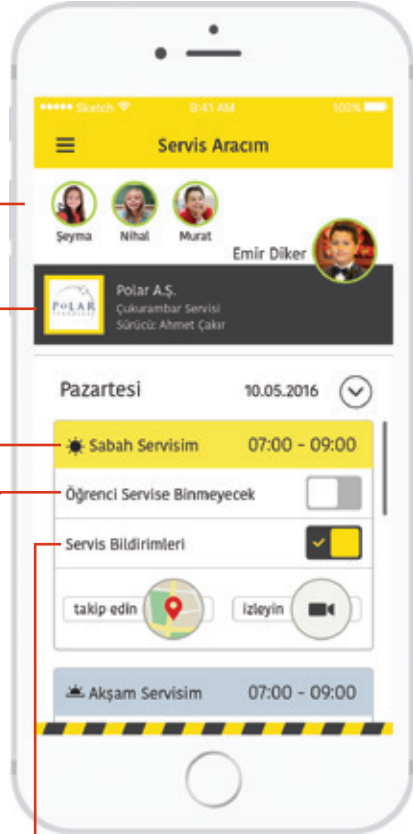 Sketch 9:41 AM 100%
Servis Aracım
Şeyma Nihal Murat
Emir Diker
POLAR
Polar A.Ş.
Çukurambar Servisi
Sürücü: Ahmet Çakır
Pazartesi 10.05.2016
Sabah Servisim 07:00 - 09:00
Öğrenci Servise Binmeyecek
Servis Bildirimleri
takip edin izleyin
Akşam Servisim 07:00 - 09:00